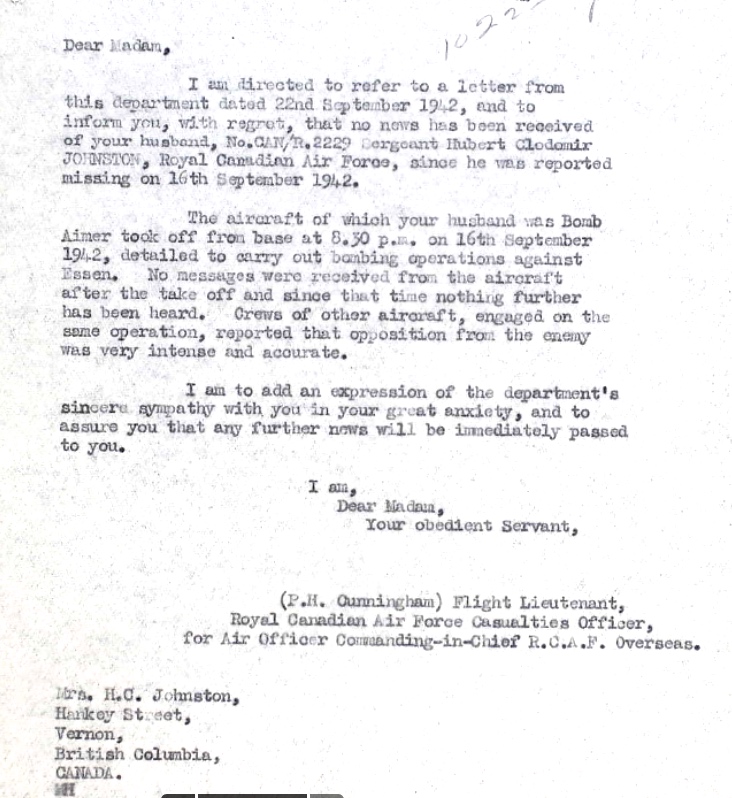 1022
Dear Madam,
I am directed to refer to a letter from
this department dated 22nd September 1942, and to
inform you, with regret, that no news has been received
of your husband, No.CAN/R.2229 Sergeant Hubert Clodomir
JOHNSTON, Royal Canadian Air Force, since he was reported
missing on 16th September 1942.
The aircraft of which your husband was Bomb
Aimer took off from base at 8.30 p.m. on 16th September
1942, detailed to carry out bombing operations against
Essen. No messages were received from the aircraft
after the take off and since that time nothing further
has been heard. Crews of other aircraft, engaged on the
same operation, reported that opposition from the enemy
was very intense and accurate.
I am to add an expression of the department's
sincere sympathy with you in your great anxiety, and to
assure you that any further news will be immediately passed
to you.
I am,
Dear Madam,
Your obedient Servant,
(P.H. Cunningham) Flight Lieutenant,
Royal Canadian Air Force Casualties Officer,
for Air Officer Commanding-in-Chief R.C.A.F. Overseas.
Mrs. H.C. Johnston,
Hankey Street,
Vernon,
British Columbia,
CANADA.